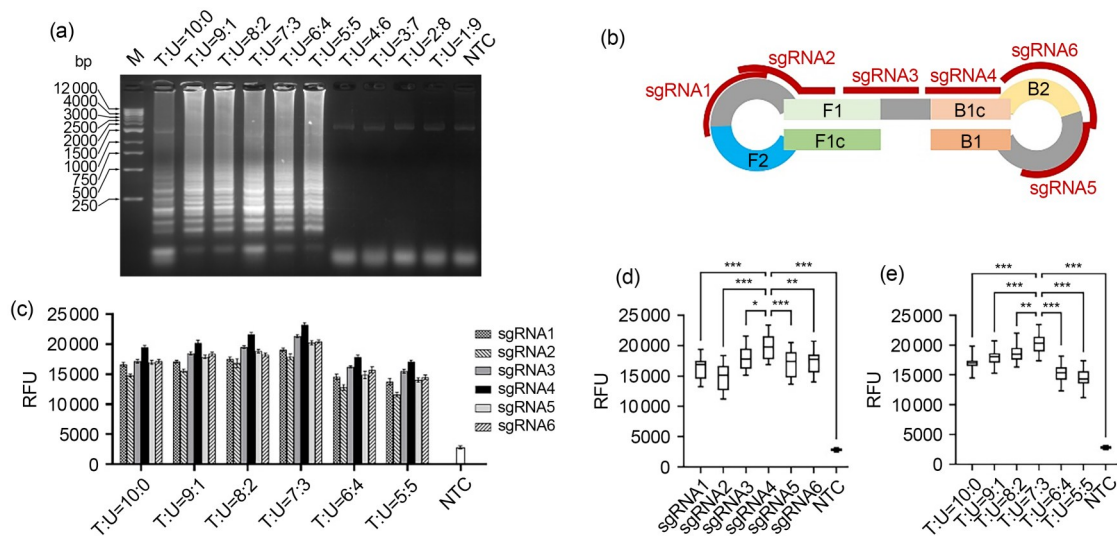 (a)
T:U=10:0
T:U=9:1
T:U=8:2
T:U=7:3
T:U=6:4
T:U=5:5
T:U=4:6
T:U=3:7
T:U=2:8
T:U=1:9
NTC
bp
M
12000
4000
3000
2500
2000
1500
1000
750
500
250
(b)
sgRNA1
sgRNA2
sgRNA3
sgRNA4
sgRNA6
F1
B1c
B2
F1c
B1
F2
sgRNA5
(c)
RFU
25000
20000
15000
10000
5000
0
sgRNA1
sgRNA2
sgRNA3
sgRNA4
sgRNA5
sgRNA6
T:U=10:0
T:U=9:1
T:U=8:2
T:U=7:3
T:U=6:4
T:U=5:5
NTC
(d)
*** ***
*** **
* ***
RFU
25000
20000
15000
10000
5000
0
sgRNA1
sgRNA2
sgRNA3
sgRNA4
sgRNA5
sgRNA6
NTC
(e)
*** ***
*** ***
** ***
RFU
25000
20000
15000
10000
5000
0
T:U=10:0
T:U=9:1
T:U=8:2
T:U=7:3
T:U=6:4
T:U=5:5
NTC